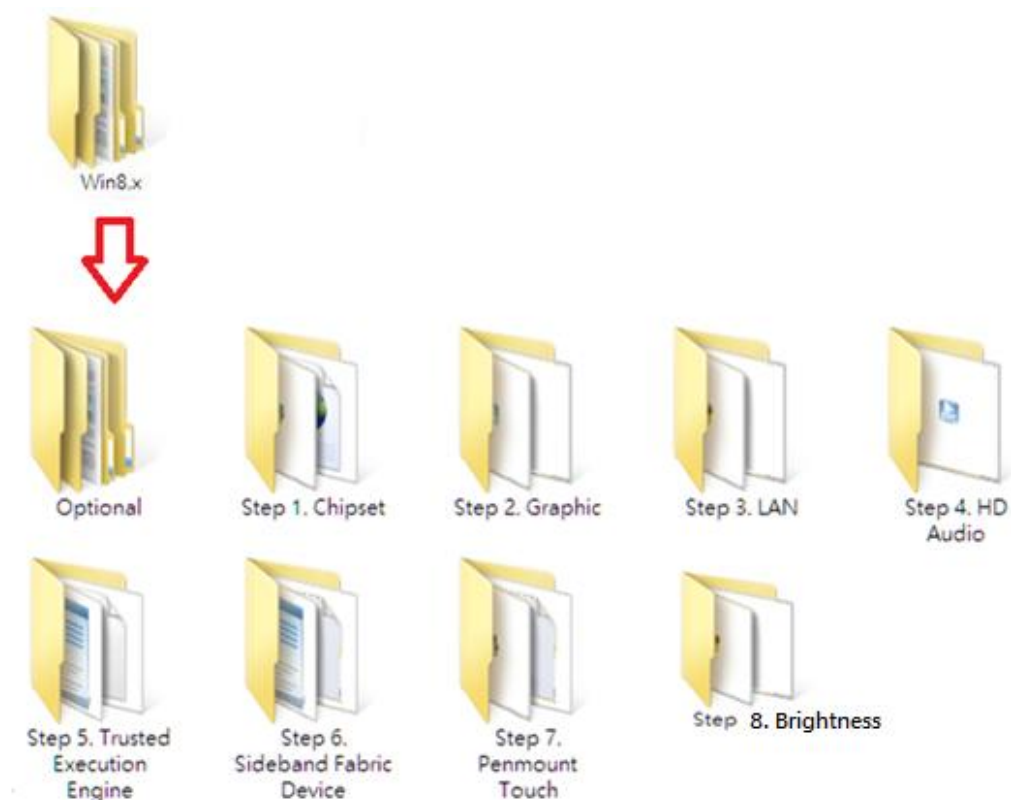 Win8.x
Optional
Step 1. Chipset
Step 2. Graphic
Step 3. LAN
Step 4. HD
Audio
Step 5. Trusted
Execution
Engine
Step 6.
Sideband Fabric
Device
Step 7.
Penmount
Touch
Step 8. Brightness